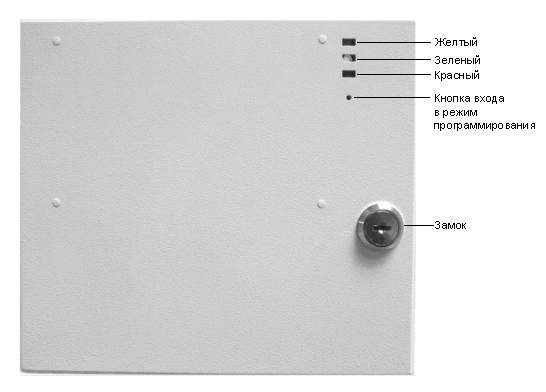 Желтый
Зеленый
Красный
Кнопка входа
в режим
программирования
Замок